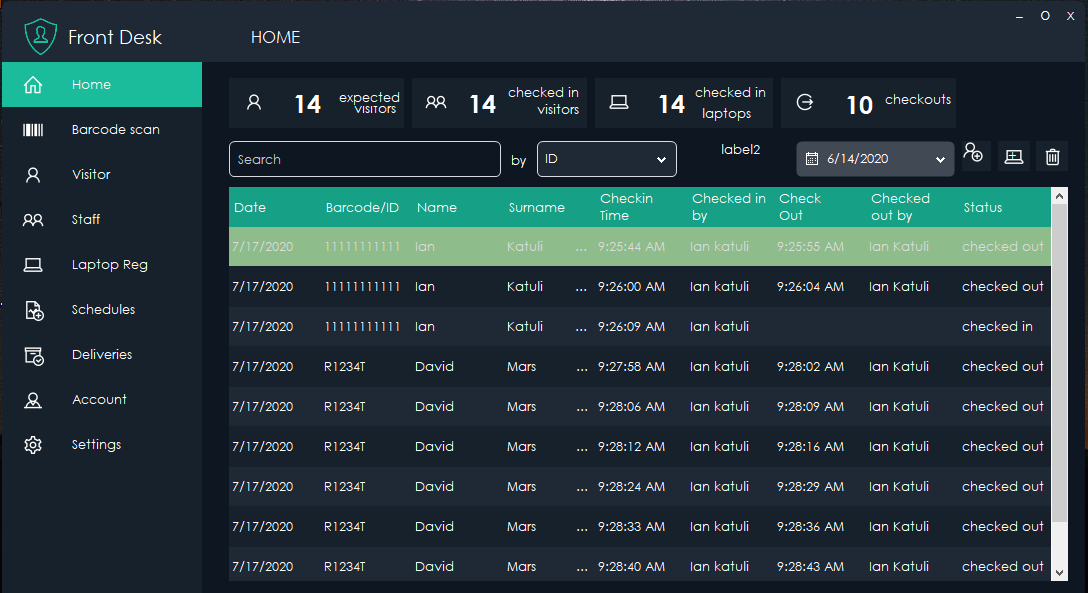 Front Desk
HOME
_ O X
Home
Barcode scan
Visitor
Staff
Laptop Reg
Schedules
Deliveries
Account
Settings
14 expected visitors
14 checked in visitors
14 checked in laptops
10 checkouts
Search by ID label2 6/14/2020
Date Barcode/ID Name Surname Checkin Time Checked in by Check Out Checked out by Status
7/17/2020 11111111111 Ian Katuli ... 9:25:44 AM Ian katuli 9:25:55 AM Ian Katuli checked out
7/17/2020 11111111111 Ian Katuli ... 9:26:00 AM Ian katuli 9:26:04 AM Ian Katuli checked out
7/17/2020 11111111111 Ian Katuli ... 9:26:09 AM Ian katuli checked in
7/17/2020 R1234T David Mars ... 9:27:58 AM Ian katuli 9:28:02 AM Ian Katuli checked out
7/17/2020 R1234T David Mars ... 9:28:06 AM Ian katuli 9:28:09 AM Ian Katuli checked out
7/17/2020 R1234T David Mars ... 9:28:12 AM Ian katuli 9:28:16 AM Ian Katuli checked out
7/17/2020 R1234T David Mars ... 9:28:24 AM Ian katuli 9:28:29 AM Ian Katuli checked out
7/17/2020 R1234T David Mars ... 9:28:33 AM Ian katuli 9:28:36 AM Ian Katuli checked out
7/17/2020 R1234T David Mars ... 9:28:40 AM Ian katuli 9:28:43 AM Ian Katuli checked out